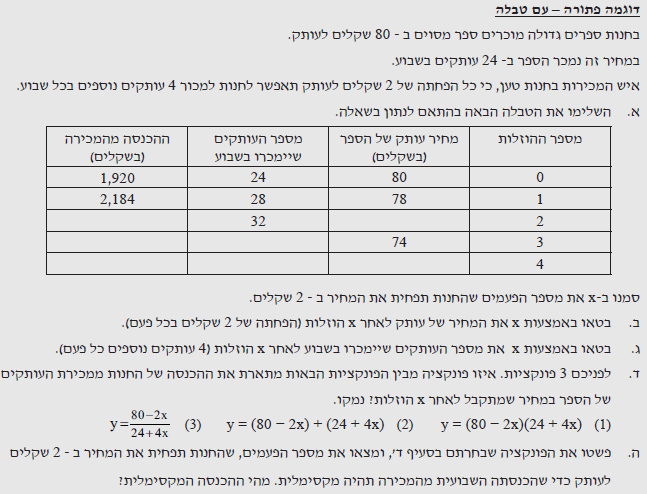 דוגמה פתורה – עם טבלה
בחנות ספרים גדולה מוכרים ספר מסוים ב - 80 שקלים לעותק.
במחיר זה נמכר הספר ב- 24 עותקים בשבוע.
איש המכירות בחנות טען, כי כל הפחתה של 2 שקלים לעותק תאפשר לחנות למכור 4 עותקים נוספים בכל שבוע.
א. השלימו את הטבלה הבאה בהתאם לנתון בשאלה.
מספר ההוזלות מחיר עותק של הספר (בשקלים) מספר העותקים שיימכרו בשבוע ההכנסה מהמכירה (בשקלים)
0 80 24 1,920
1 78 28 2,184
2 32
3 74
4
סמנו ב-x את מספר הפעמים שהחנות תפחית את המחיר ב - 2 שקלים.
ב. בטאו באמצעות x את המחיר של עותק לאחר x הוזלות (הפחתה של 2 שקלים בכל פעם).
ג. בטאו באמצעות x את מספר העותקים שיימכרו בשבוע לאחר x הוזלות (4 עותקים נוספים כל פעם).
ד. לפניכם 3 פונקציות. איזו פונקציה מבין הפונקציות הבאות מתארת את ההכנסה של החנות ממכירת העותקים
של הספר במחיר שמתקבל לאחר x הוזלות? נמקו.
(1) y = (80 − 2x)(24 + 4x) (2) y = (80 − 2x) + (24 + 4x) (3) y = \frac{80−2x}{24+4x}
ה. פשטו את הפונקציה שבחרתם בסעיף ד', ומצאו את מספר הפעמים, שהחנות תפחית את המחיר ב - 2 שקלים
לעותק כדי שהכנסתה השבועית מהמכירה תהיה מקסימלית. מהי ההכנסה המקסימלית?